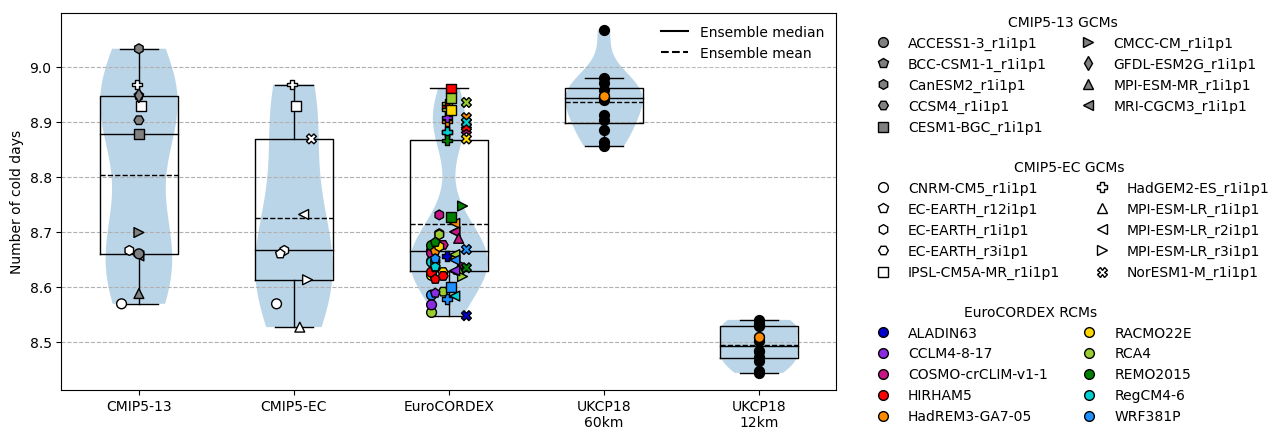 Number of cold days
9.0
8.9
8.8
8.7
8.6
8.5
Ensemble median
Ensemble mean
CMIP5-13
CMIP5-EC
EuroCORDEX
UKCP18
60km
UKCP18
12km
CMIP5-13 GCMs
ACCESS1-3_r1i1p1
BCC-CSM1-1_r1i1p1
CanESM2_r1i1p1
CCSM4_r1i1p1
CESM1-BGC_r1i1p1
CMCC-CM_r1i1p1
GFDL-ESM2G_r1i1p1
MPI-ESM-MR_r1i1p1
MRI-CGCM3_r1i1p1
CMIP5-EC GCMs
CNRM-CM5_r1i1p1
EC-EARTH_r12i1p1
EC-EARTH_r1i1p1
EC-EARTH_r3i1p1
IPSL-CM5A-MR_r1i1p1
HadGEM2-ES_r1i1p1
MPI-ESM-LR_r1i1p1
MPI-ESM-LR_r2i1p1
MPI-ESM-LR_r3i1p1
NorESM1-M_r1i1p1
EuroCORDEX RCMs
ALADIN63
CCLM4-8-17
COSMO-crCLIM-v1-1
HIRHAM5
HadREM3-GA7-05
RACMO22E
RCA4
REMO2015
RegCM4-6
WRF381P